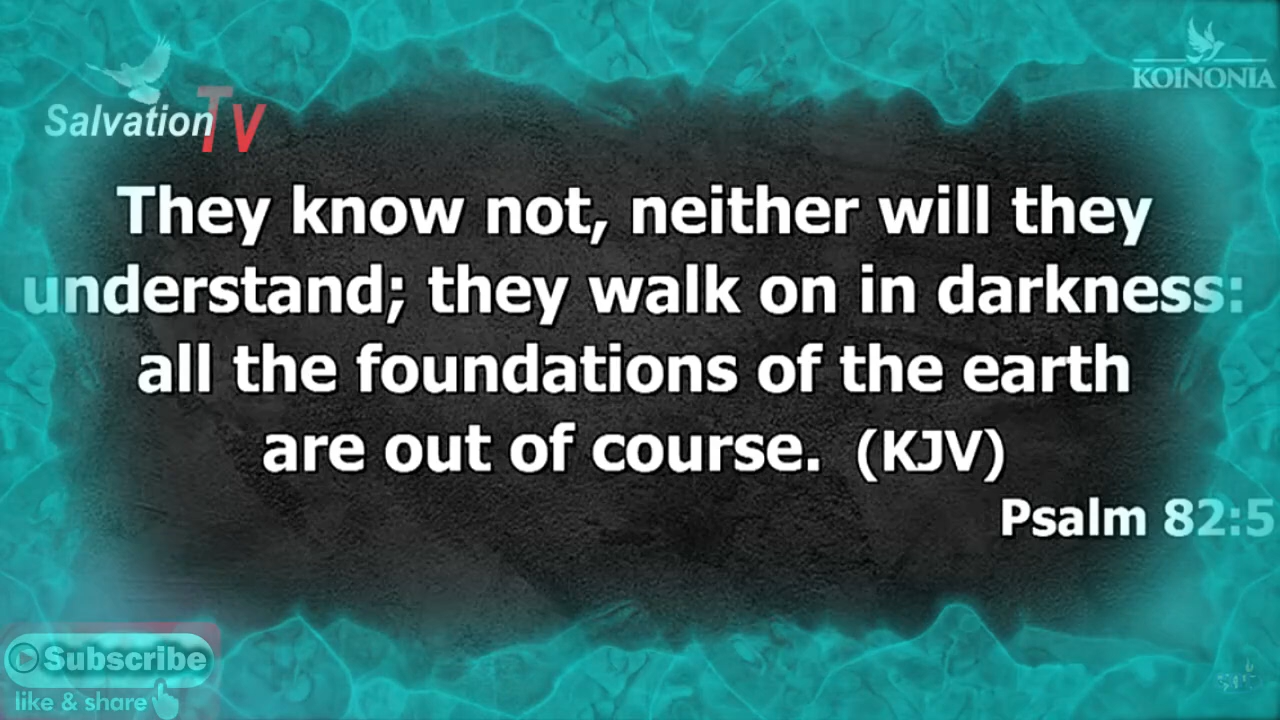 Salvation TV
KOINONIA
They know not, neither will they
understand; they walk on in darkness:
all the foundations of the earth
are out of course. (KJV)
Psalm 82:5
Subscribe
like & share